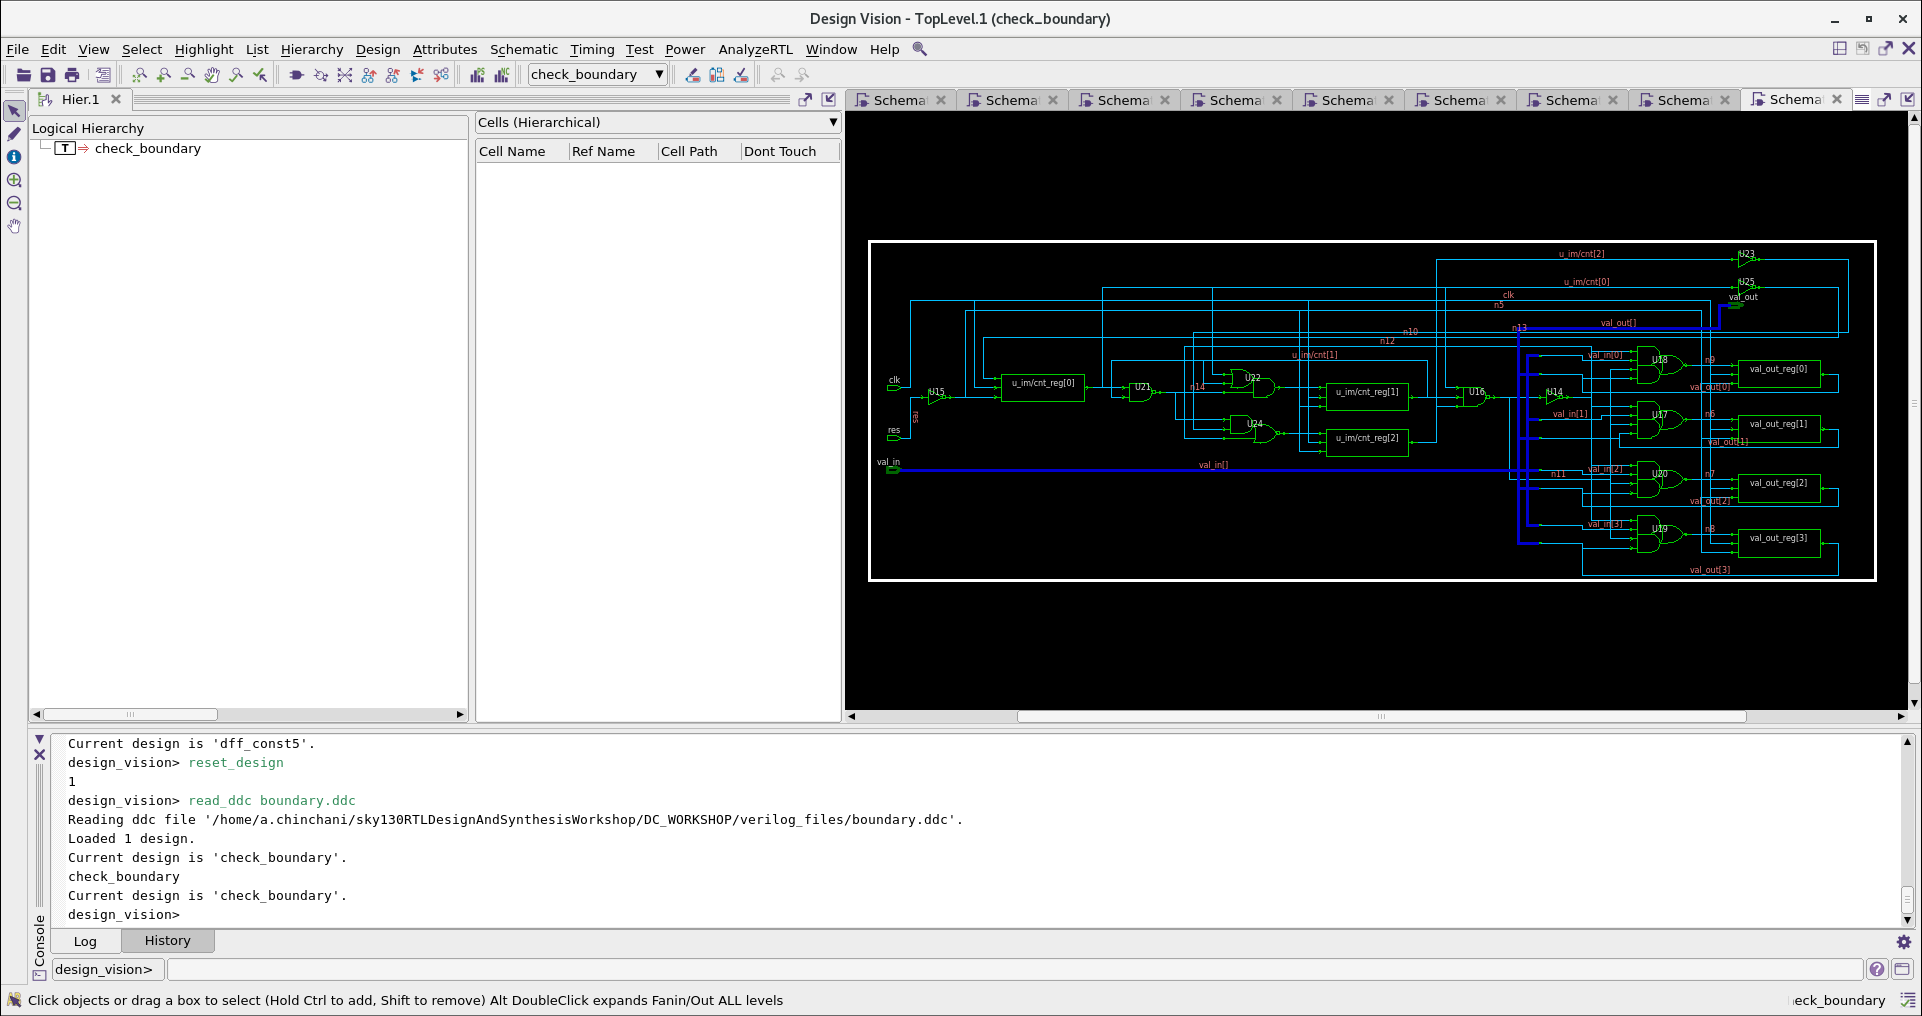 Design Vision - TopLevel.1 (check_boundary)
File Edit View Select Highlight List Hierarchy Design Attributes Schematic Timing Test Power AnalyzeRTL Window Help
check_boundary
Hier.1
Schema Schema Schema Schema Schema Schema Schema Schema Schema
Logical Hierarchy
T check_boundary
Cells (Hierarchical)
Cell Name Ref Name Cell Path Dont Touch
u_im/cnt[2] U23
u_im/cnt[0] U25
clk val_out
n5
n13 val_out[]
n10
n12
u_im/cnt[1] val_in[0] U18 n9
val_out_reg[0]
clk u_im/cnt_reg[0] U21 n14 U22 val_out[0]
U15 u_im/cnt_reg[1] U16 U14
res val_in[1] U17 n6
res U24 val_out_reg[1]
u_im/cnt_reg[2] val_out[1]
val_in val_in[] val_in[2]
n11 U20 n7
val_out_reg[2]
val_out[2]
val_in[3] U19 n8
val_out_reg[3]
val_out[3]
Current design is 'dff_const5'.
design_vision> reset_design
1
design_vision> read_ddc boundary.ddc
Reading ddc file '/home/a.chinchani/sky130RTLDesignAndSynthesisWorkshop/DC_WORKSHOP/verilog_files/boundary.ddc'.
Loaded 1 design.
Current design is 'check_boundary'.
check_boundary
Current design is 'check_boundary'.
design_vision>
Console
Log History
design_vision>
Click objects or drag a box to select (Hold Ctrl to add, Shift to remove) Alt DoubleClick expands Fanin/Out ALL levels
eck_boundary